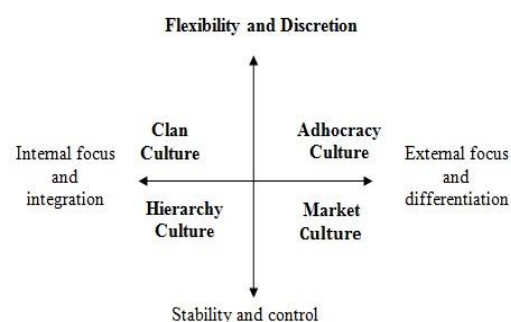 Flexibility and Discretion
Clan
Culture
Adhocracy
Culture
Internal focus
and
integration
External focus
and
differentiation
Hierarchy
Culture
Market
Culture
Stability and control